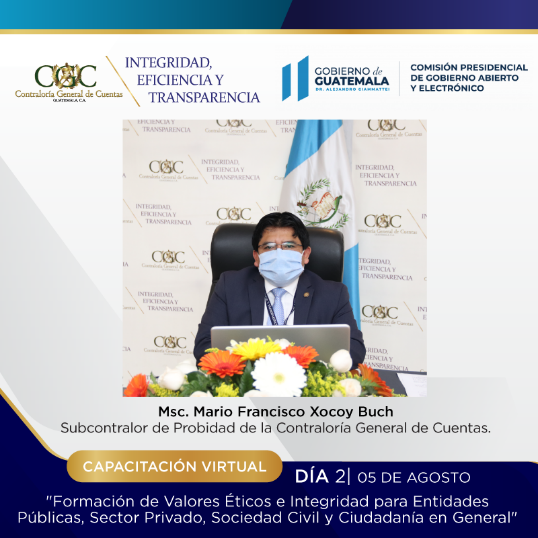 CGC
Contraloría General de Cuentas
GUATEMALA, C.A.
INTEGRIDAD,
EFICIENCIA Y
TRANSPARENCIA
GOBIERNO de
GUATEMALA
DR. ALEJANDRO GIAMMATTEI
COMISIÓN PRESIDENCIAL
DE GOBIERNO ABIERTO
Y ELECTRÓNICO
Msc. Mario Francisco Xocoy Buch
Subcontralor de Probidad de la Contraloría General de Cuentas.
CAPACITACIÓN VIRTUAL
DÍA 2| 05 DE AGOSTO
"Formación de Valores Éticos e Integridad para Entidades
Públicas, Sector Privado, Sociedad Civil y Ciudadanía en General"